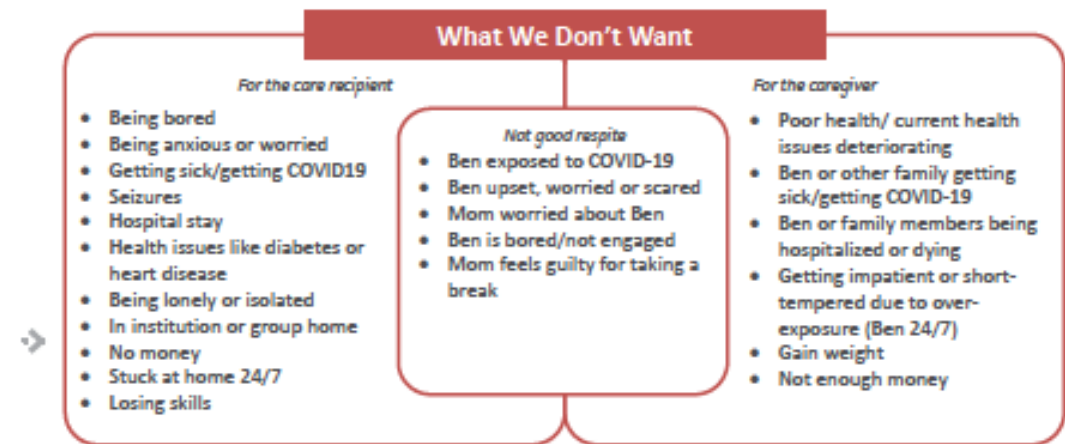 What We Don't Want
For the care recipient
• Being bored
• Being anxious or worried
• Getting sick/getting COVID19
• Seizures
• Hospital stay
• Health issues like diabetes or
heart disease
• Being lonely or isolated
• In institution or group home
• No money
• Stuck at home 24/7
• Losing skills
Not good respite
• Ben exposed to COVID-19
• Ben upset, worried or scared
• Mom worried about Ben
• Ben is bored/not engaged
• Mom feels guilty for taking a
break
For the caregiver
• Poor health/ current health
issues deteriorating
• Ben or other family getting
sick/getting COVID-19
• Ben or family members being
hospitalized or dying
• Getting impatient or short-
tempered due to over-
exposure (Ben 24/7)
• Gain weight
• Not enough money